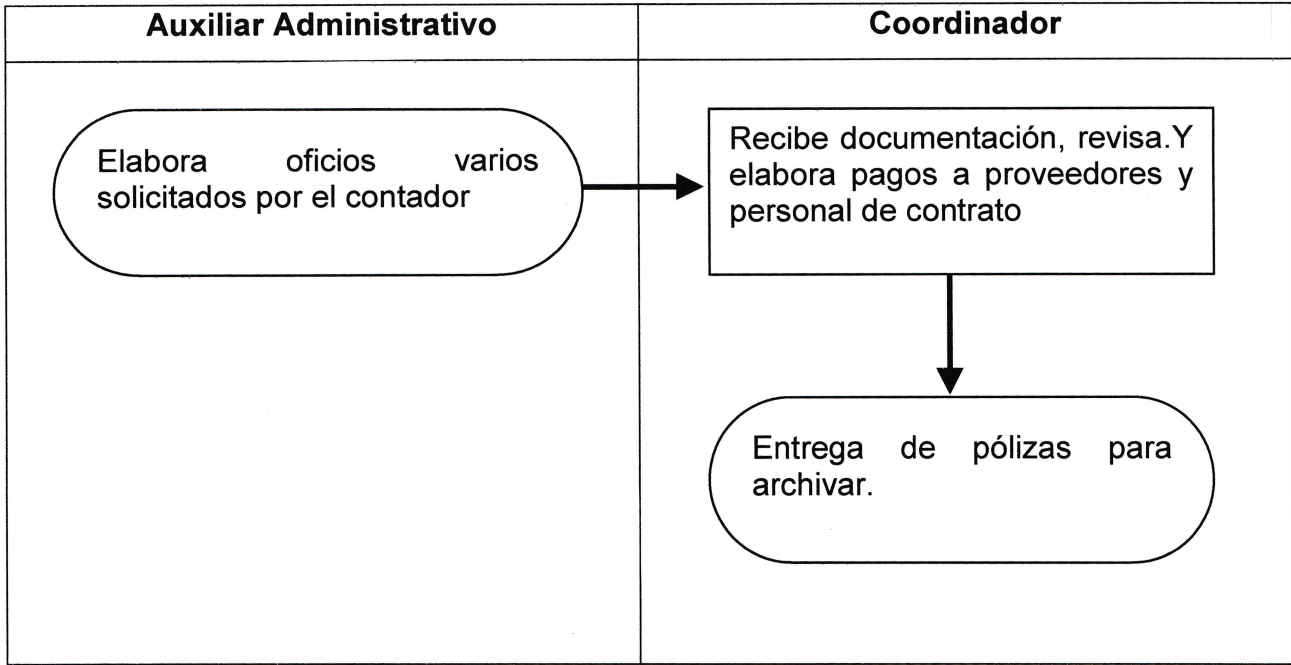 Auxiliar Administrativo
Coordinador
Elabora oficios varios
solicitados por el contador
Recibe documentación, revisa.Y
elabora pagos a proveedores y
personal de contrato
Entrega de pólizas para
archivar.